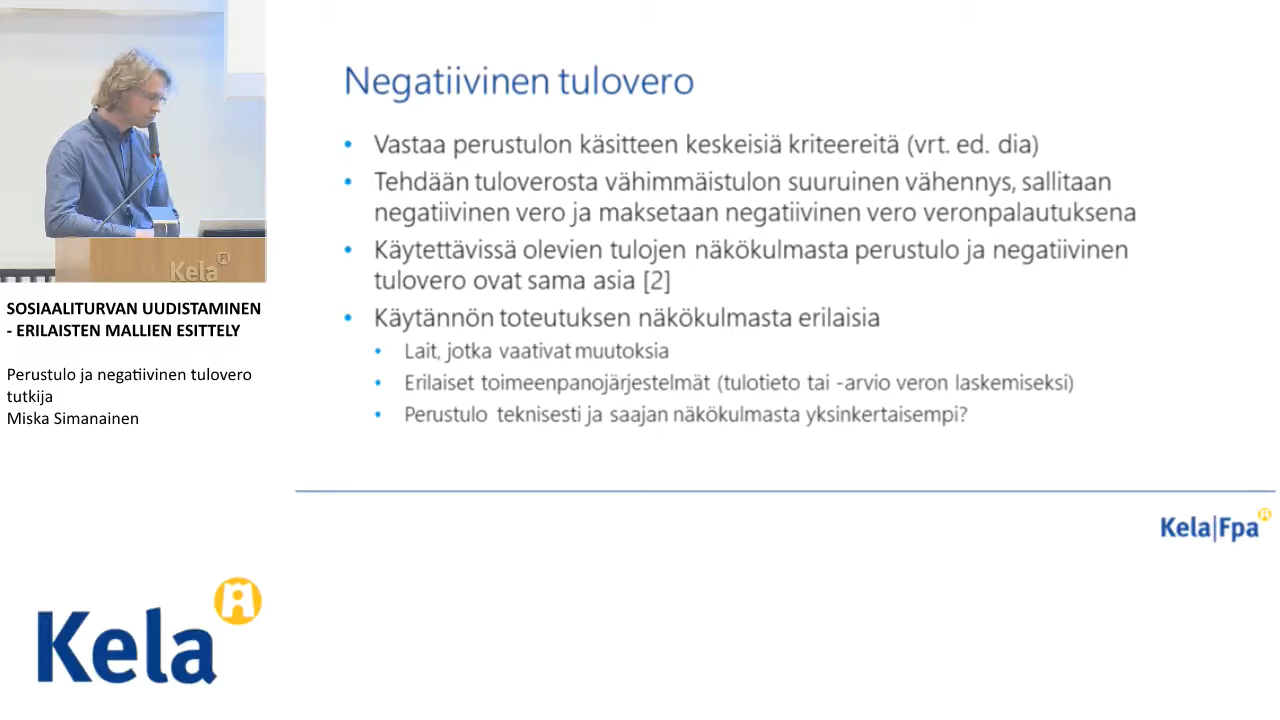 Negatiivinen tulovero
• Vastaa perustulon käsitteen keskeisiä kriteereitä (vrt. ed. dia)
• Tehdään tuloverosta vähimmäistulon suuruinen vähennys, sallitaan
negatiivinen vero ja maksetaan negatiivinen vero veronpalautuksena
• Käytettävissä olevien tulojen näkökulmasta perustulo ja negatiivinen
tulovero ovat sama asia [2]
• Käytännön toteutuksen näkökulmasta erilaisia
• Lait, jotka vaativat muutoksia
• Erilaiset toimeenpanojärjestelmät (tulotieto tai -arvio veron laskemiseksi)
• Perustulo teknisesti ja saajan näkökulmasta yksinkertaisempi?
Kela|Fpa
Kela
SOSIAALITURVAN UUDISTAMINEN
- ERILAISTEN MALLIEN ESITTELY
Perustulo ja negatiivinen tulovero
tutkija
Miska Simanainen
Kela